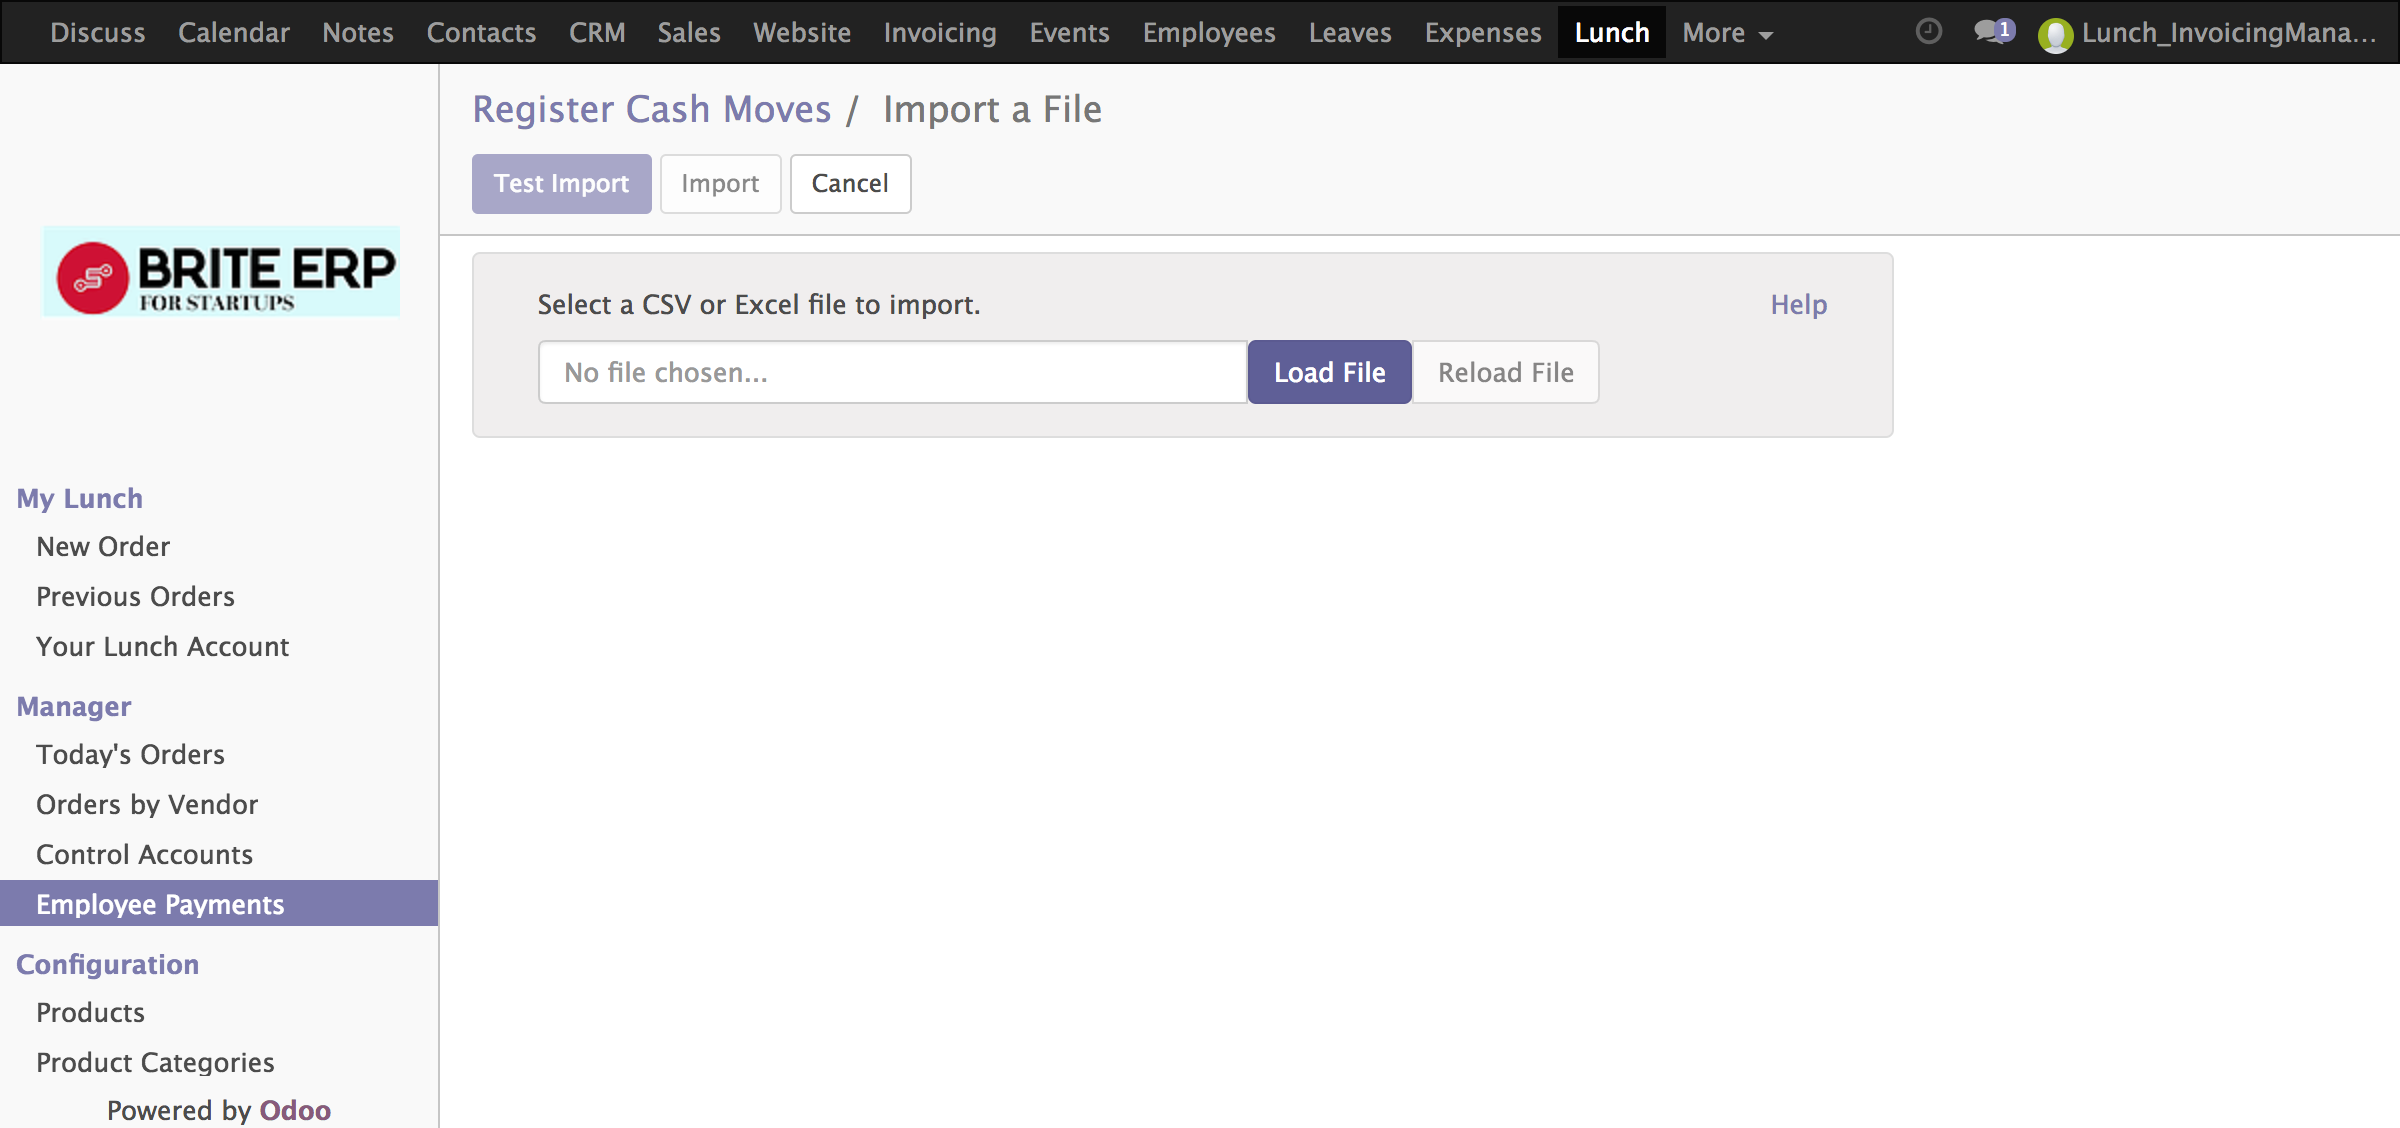 Discuss Calendar Notes Contacts CRM Sales Website Invoicing Events Employees Leaves Expenses Lunch More 1 Lunch_InvoicingMana...
Register Cash Moves / Import a File
Test Import Import Cancel
BRITE ERP
FOR STARTUPS
Select a CSV or Excel file to import. Help
No file chosen... Load File Reload File
My Lunch
New Order
Previous Orders
Your Lunch Account
Manager
Today's Orders
Orders by Vendor
Control Accounts
Employee Payments
Configuration
Products
Product Categories
Powered by Odoo